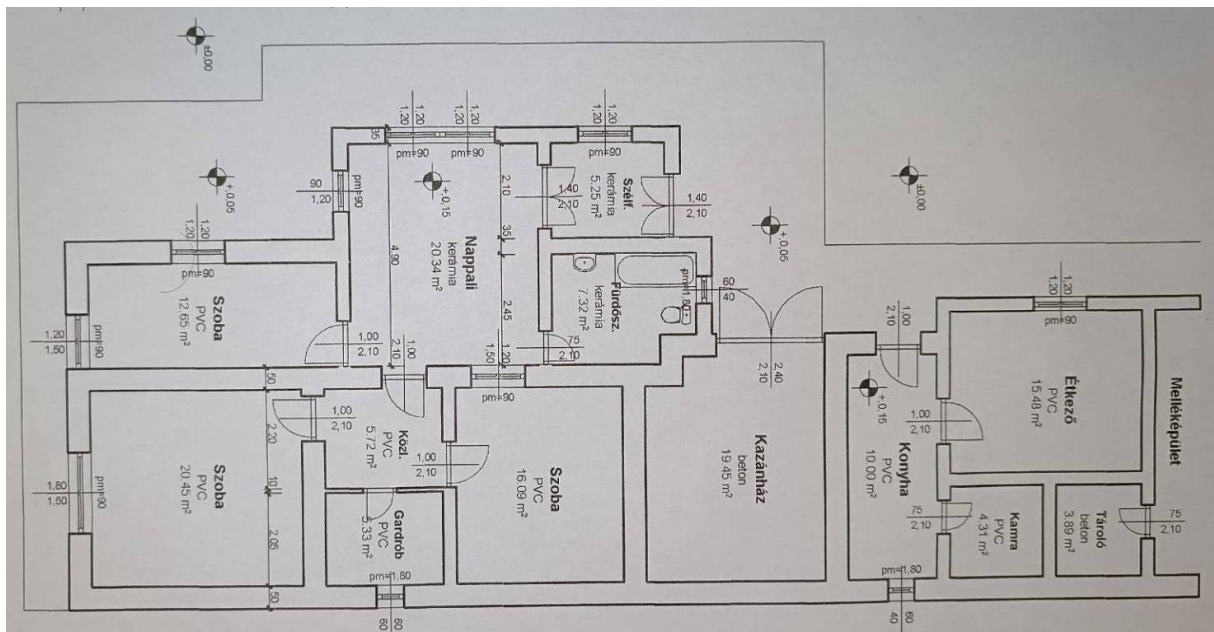 ±0,00
±0,00
+,0,05
+,0,15
+,0,05
+,0,15
1,20
1,20
1,20
1,20
pm=90
pm=90
35
1,20
1,20
pm=90
90
1,20
pm=90
1,20
1,20
pm=90
1,20
1,50
pm=90
1,80
1,50
pm=90
Szoba
PVC
12.65 m²
1,00
2,10
Nappali
kerámia
20.34 m²
4,90
2,10
35
2,45
1,20
Szélf.
kerámia
5.25 m²
1,40
2,10
1,40
2,10
Fürdősz.
kerámia
7.32 m²
pm=1,80
60
40
75
2,10
1,00
2,10
1,50
pm=90
50
2,20
10
2,05
50
Szoba
PVC
20.45 m²
1,00
2,10
Közl.
PVC
5.72 m²
1,00
2,10
Gardrób
PVC
5.33 m²
pm=1,80
60
60
Szoba
PVC
16.09 m²
Kazánház
beton
19.45 m²
2,40
2,10
1,00
2,10
Konyha
PVC
10.00 m²
1,00
2,10
75
2,10
pm=1,80
60
40
Étkező
PVC
15.48 m²
1,20
1,20
pm=90
Kamra
PVC
4.31 m²
Tároló
beton
3.89 m²
75
2,10
Melléképület